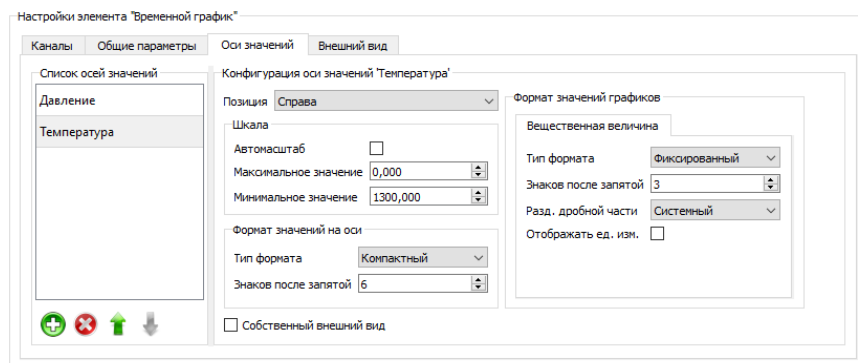 Настройки элемента "Временной график"
Каналы Общие параметры Оси значений Внешний вид
Список осей значений
Давление
Температура
Конфигурация оси значений 'Температура'
Позиция Справа
Шкала
Автомасштаб
Максимальное значение 0,000
Минимальное значение 1300,000
Формат значений на оси
Тип формата Компактный
Знаков после запятой 6
Собственный внешний вид
Формат значений графиков
Вещественная величина
Тип формата Фиксированный
Знаков после запятой 3
Разд. дробной части Системный
Отображать ед. изм.